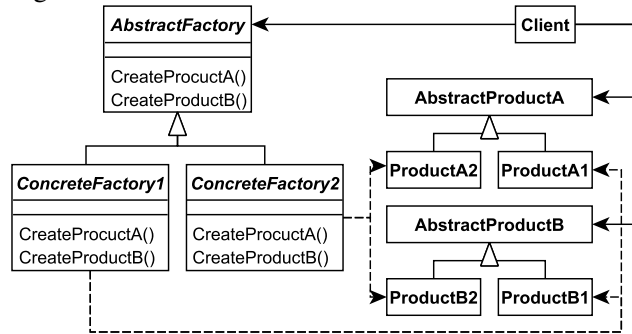 AbstractFactory
Client
CreateProcuctA()
CreateProductB()
AbstractProductA
ProductA2
ProductA1
ConcreteFactory1
ConcreteFactory2
CreateProcuctA()
CreateProductB()
CreateProcuctA()
CreateProductB()
AbstractProductB
ProductB2
ProductB1